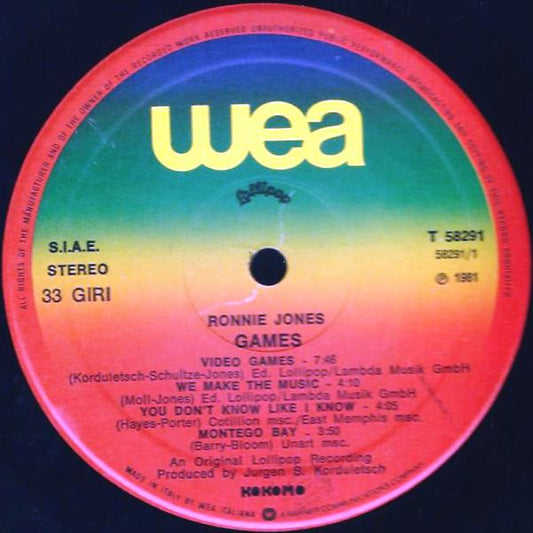 ALL RIGHTS OF THE MANUFACTURER AND OF THE OWNER OF THE RECORDED WORK RESERVED UNAUTHORIZED PUBLIC PERFORMANCE, BROADCASTING AND COPYING OF THIS RECORD PROHIBITED
wea
Lollipop
S.I.A.E.
STEREO
33 GIRI
T 58291
58291/1
℗ 1981
RONNIE JONES
GAMES
VIDEO GAMES - 7:46
(Korduletsch-Schultze-Jones) Ed. Lollipop/Lambda Musik GmbH
WE MAKE THE MUSIC - 4:10
(Moll-Jones) Ed. Lollipop/Lambda Musik GmbH
YOU DON'T KNOW LIKE I KNOW - 4:05
(Hayes-Porter) Cotillion msc./East Memphis msc.
MONTEGO BAY - 3:50
(Barry-Bloom) Unart msc.
An Original Lollipop Recording
Produced by Jurgen S. Korduletsch
KOKOMO
MADE IN ITALY BY WEA ITALIANA
A WARNER COMMUNICATIONS COMPANY